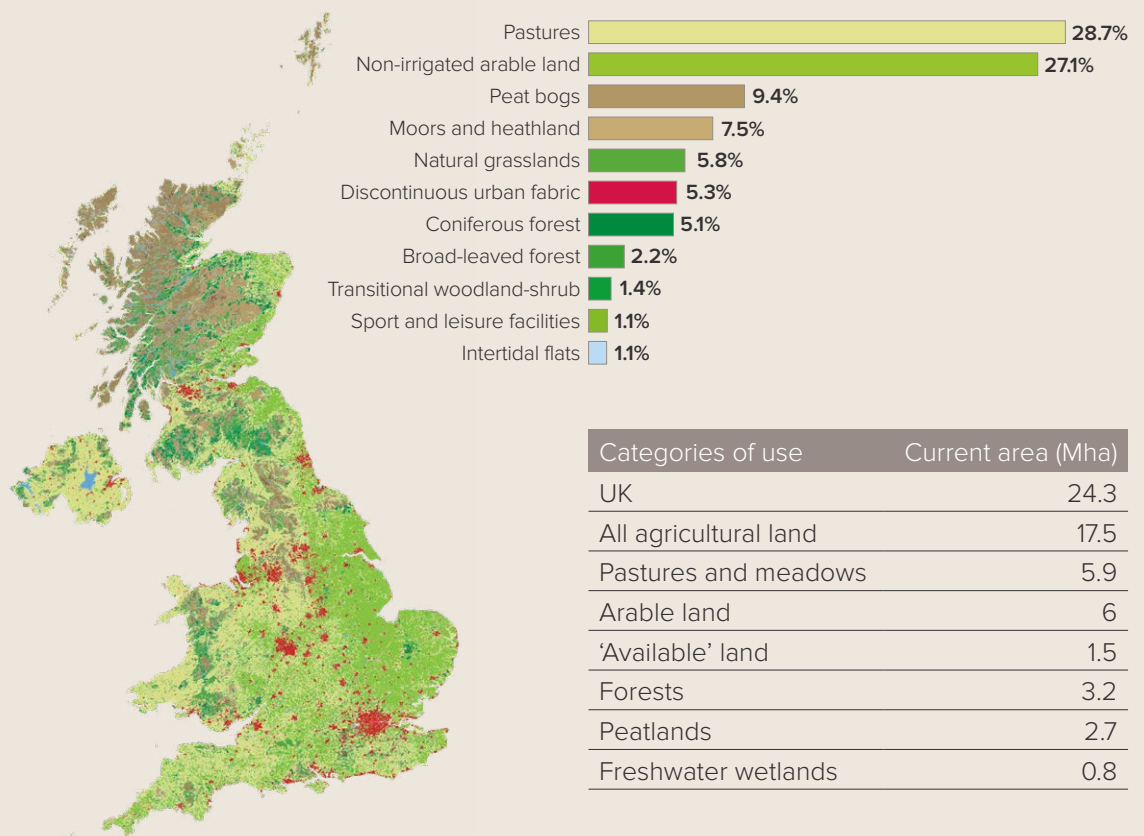 Pastures 28.7%
Non-irrigated arable land 27.1%
Peat bogs 9.4%
Moors and heathland 7.5%
Natural grasslands 5.8%
Discontinuous urban fabric 5.3%
Coniferous forest 5.1%
Broad-leaved forest 2.2%
Transitional woodland-shrub 1.4%
Sport and leisure facilities 1.1%
Intertidal flats 1.1%
Categories of use Current area (Mha)
UK 24.3
All agricultural land 17.5
Pastures and meadows 5.9
Arable land 6
‘Available’ land 1.5
Forests 3.2
Peatlands 2.7
Freshwater wetlands 0.8